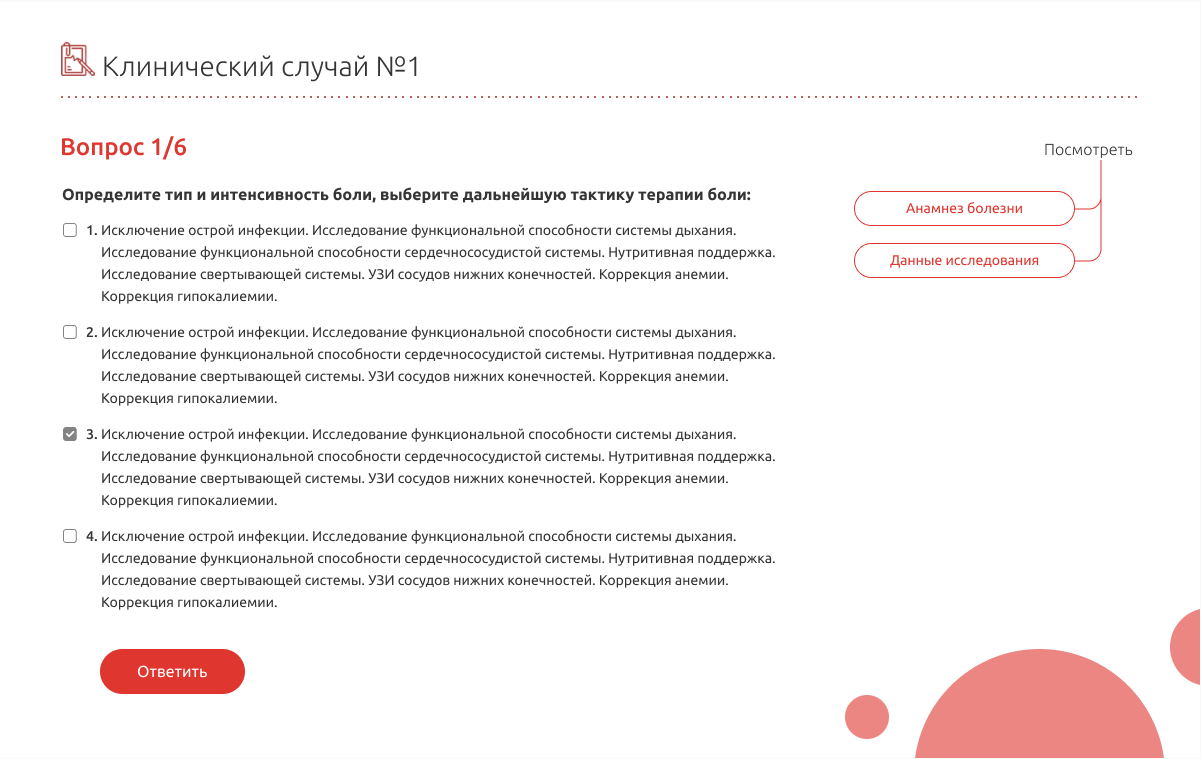 Клинический случай №1
Вопрос 1/6
Посмотреть
Определите тип и интенсивность боли, выберите дальнейшую тактику терапии боли:
Анамнез болезни
Данные исследования
1. Исключение острой инфекции. Исследование функциональной способности системы дыхания.
Исследование функциональной способности сердечнососудистой системы. Нутритивная поддержка.
Исследование свертывающей системы. УЗИ сосудов нижних конечностей. Коррекция анемии.
Коррекция гипокалиемии.
2. Исключение острой инфекции. Исследование функциональной способности системы дыхания.
Исследование функциональной способности сердечнососудистой системы. Нутритивная поддержка.
Исследование свертывающей системы. УЗИ сосудов нижних конечностей. Коррекция анемии.
Коррекция гипокалиемии.
3. Исключение острой инфекции. Исследование функциональной способности системы дыхания.
Исследование функциональной способности сердечнососудистой системы. Нутритивная поддержка.
Исследование свертывающей системы. УЗИ сосудов нижних конечностей. Коррекция анемии.
Коррекция гипокалиемии.
4. Исключение острой инфекции. Исследование функциональной способности системы дыхания.
Исследование функциональной способности сердечнососудистой системы. Нутритивная поддержка.
Исследование свертывающей системы. УЗИ сосудов нижних конечностей. Коррекция анемии.
Коррекция гипокалиемии.
Ответить